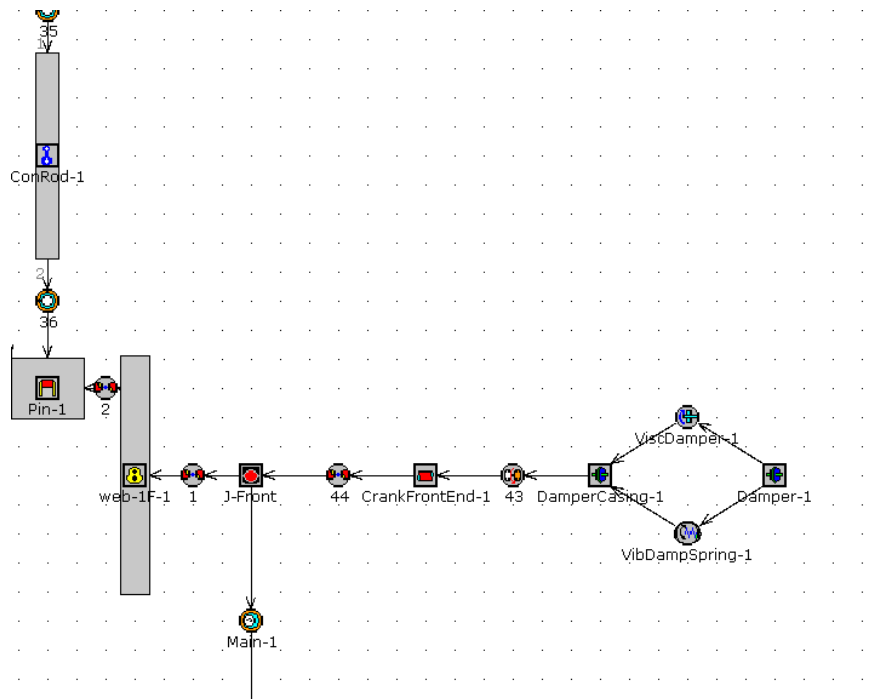 35
1
ConRod-1
2
36
Pin-1
2
VistDamper-1
web-1F-1
1
J-Front
44
CrankFrontEnd-1
43
DamperCasing-1
Damper-1
VibDampSpring-1
Main-1